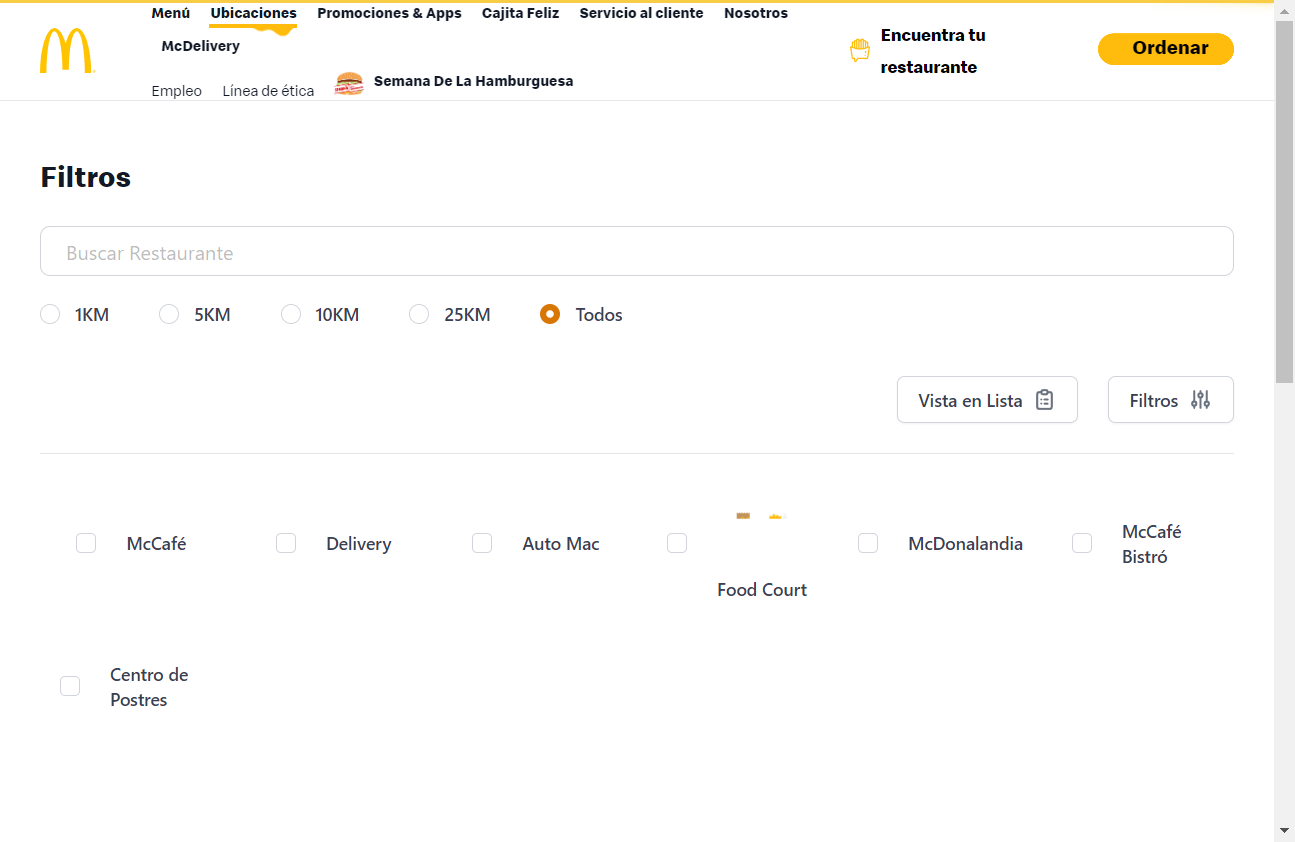 Menú Ubicaciones Promociones & Apps Cajita Feliz Servicio al cliente Nosotros
McDelivery
Empleo Línea de ética Semana De La Hamburguesa
Encuentra tu
restaurante
Ordenar
Filtros
Buscar Restaurante
1KM 5KM 10KM 25KM Todos
Vista en Lista Filtros
McCafé Delivery Auto Mac
Food Court
McDonalandia
McCafé
Bistró
Centro de
Postres